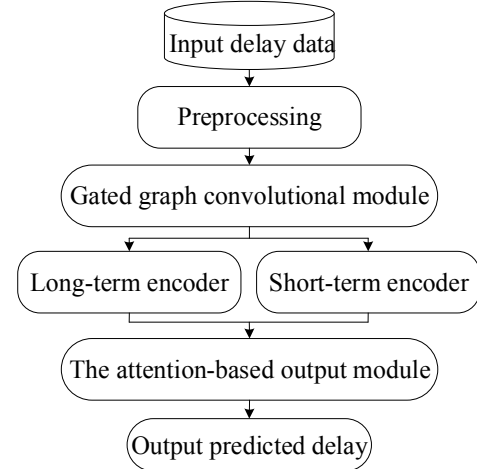 Input delay data
Preprocessing
Gated graph convolutional module
Long-term encoder
Short-term encoder
The attention-based output module
Output predicted delay